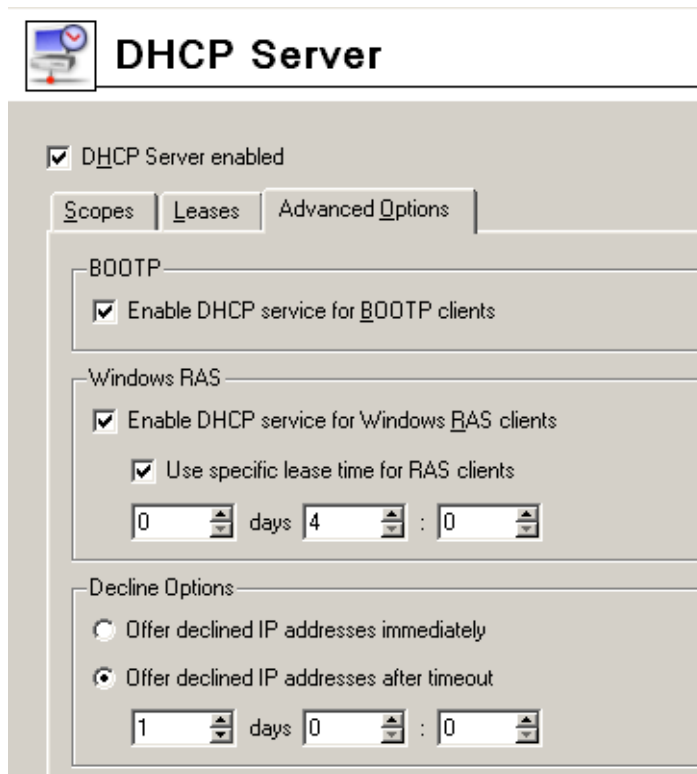 DHCP Server
DHCP Server enabled
Scopes Leases Advanced Options
BOOTP
Enable DHCP service for BOOTP clients
Windows RAS
Enable DHCP service for Windows RAS clients
Use specific lease time for RAS clients
0 days 4 : 0
Decline Options
Offer declined IP addresses immediately
Offer declined IP addresses after timeout
1 days 0 : 0